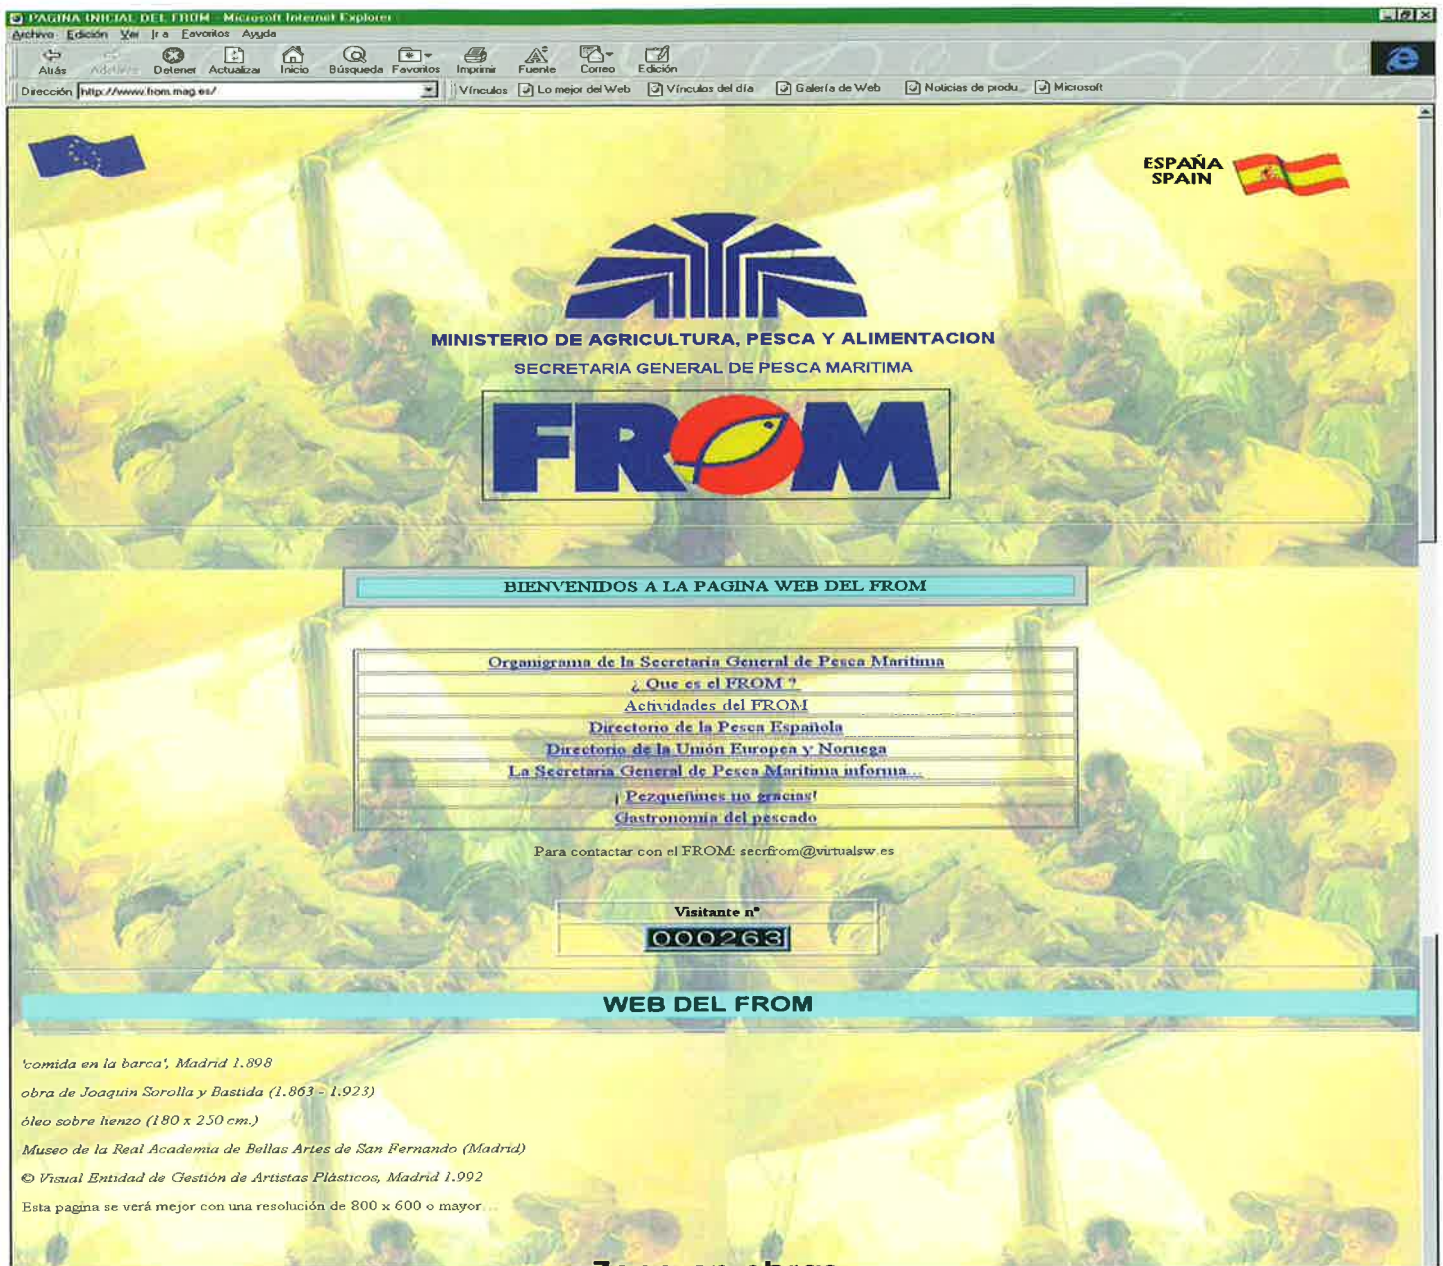 PAGINA INICIAL DEL FROM - Microsoft Internet Explorer
Archivo Edición Ver Ir a Favoritos Ayuda
Atrás Adelante Detener Actualizar Inicio Búsqueda Favoritos Imprimir Fuente Correo Edición
Dirección http://www.from.mag.es/ Vínculos Lo mejor del Web Vínculos del día Galería de Web Noticias de produ... Microsoft
ESPAÑA
SPAIN
MINISTERIO DE AGRICULTURA, PESCA Y ALIMENTACION
SECRETARIA GENERAL DE PESCA MARITIMA
FROM
BIENVENIDOS A LA PAGINA WEB DEL FROM
Organigrama de la Secretaría General de Pesca Marítima
¿ Que es el FROM ?
Actividades del FROM
Directorio de la Pesca Española
Directorio de la Unión Europea y Noruega
La Secretaría General de Pesca Marítima informa...
¡ Pezqueñines no gracias!
Gastronomía del pescado
Para contactar con el FROM: secrfrom@virtualsw.es
Visitante nº
000263
WEB DEL FROM
'comida en la barca', Madrid 1.898
obra de Joaquin Sorolla y Bastida (1.863 - 1.923)
óleo sobre lienzo (180 x 250 cm.)
Museo de la Real Academia de Bellas Artes de San Fernando (Madrid)
© Visual Entidad de Gestión de Artistas Plásticos, Madrid 1.992
Esta pagina se verá mejor con una resolución de 800 x 600 o mayor...